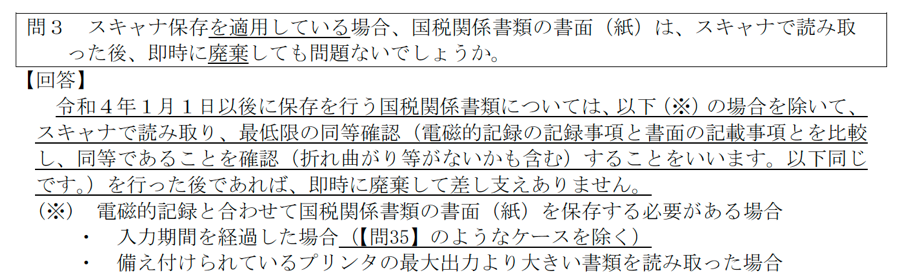 問３　スキャナ保存を適用している場合、国税関係書類の書面（紙）は、スキャナで読み取
った後、即時に廃棄しても問題ないでしょうか。
【回答】
令和４年１月１日以後に保存を行う国税関係書類については、以下（※）の場合を除いて、
スキャナで読み取り、最低限の同等確認（電磁的記録の記録事項と書面の記載事項とを比較
し、同等であることを確認（折れ曲がり等がないかも含む）することをいいます。以下同じ
です。）を行った後であれば、即時に廃棄して差し支えありません。
（※）　電磁的記録と合わせて国税関係書類の書面（紙）を保存する必要がある場合
・　入力期間を経過した場合（【問35】のようなケースを除く）
・　備え付けられているプリンタの最大出力より大きい書類を読み取った場合